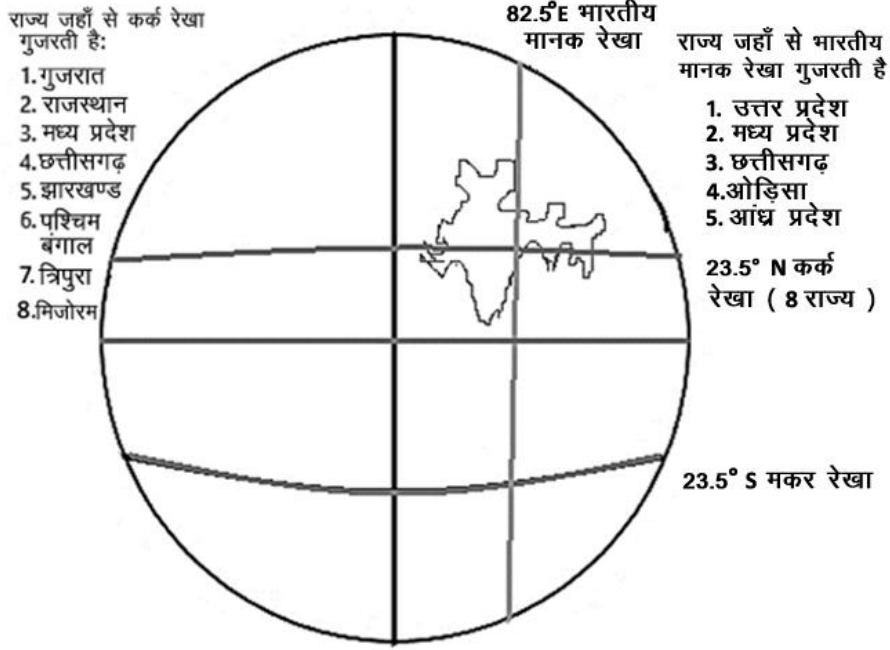 राज्य जहाँ से कर्क रेखा
गुजरती है:
1. गुजरात
2. राजस्थान
3. मध्य प्रदेश
4. छत्तीसगढ़
5. झारखण्ड
6. पश्चिम
बंगाल
7. त्रिपुरा
8. मिजोरम
82.5°E भारतीय
मानक रेखा
राज्य जहाँ से भारतीय
मानक रेखा गुजरती है
1. उत्तर प्रदेश
2. मध्य प्रदेश
3. छत्तीसगढ़
4. ओड़िसा
5. आंध्र प्रदेश
23.5° N कर्क
रेखा ( 8 राज्य )
23.5° S मकर रेखा